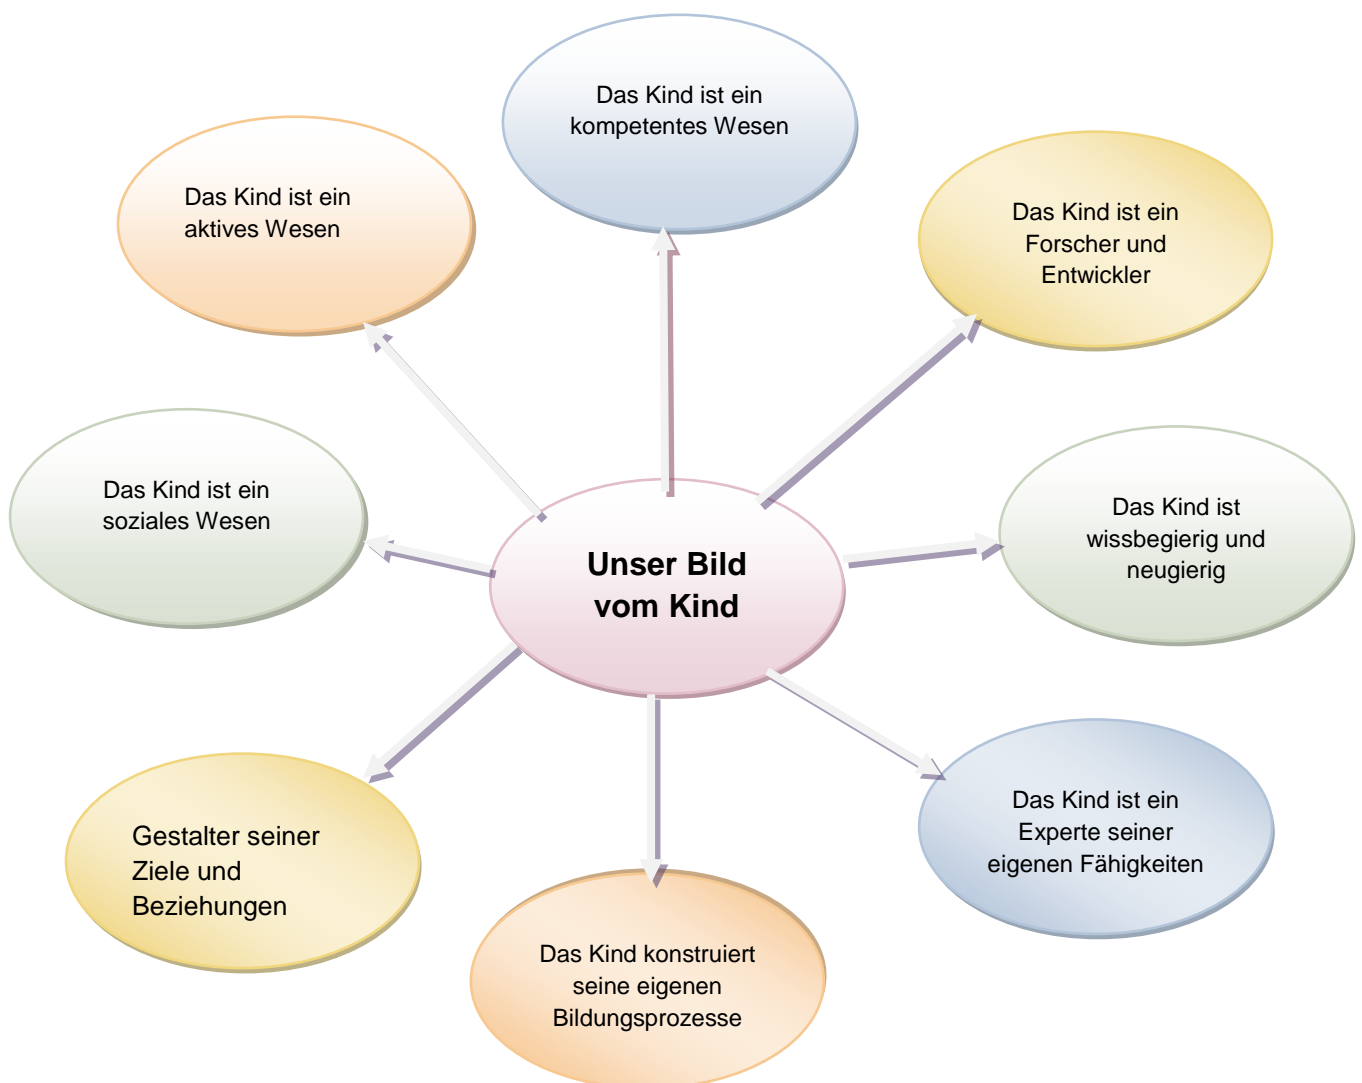 Das Kind ist ein
kompetentes Wesen
Das Kind ist ein
aktives Wesen
Das Kind ist ein
Forscher und
Entwickler
Das Kind ist ein
soziales Wesen
Das Kind ist
wissbegierig und
neugierig
Unser Bild
vom Kind
Das Kind ist ein
Experte seiner
eigenen Fähigkeiten
Gestalter seiner
Ziele und
Beziehungen
Das Kind konstruiert
seine eigenen
Bildungsprozesse